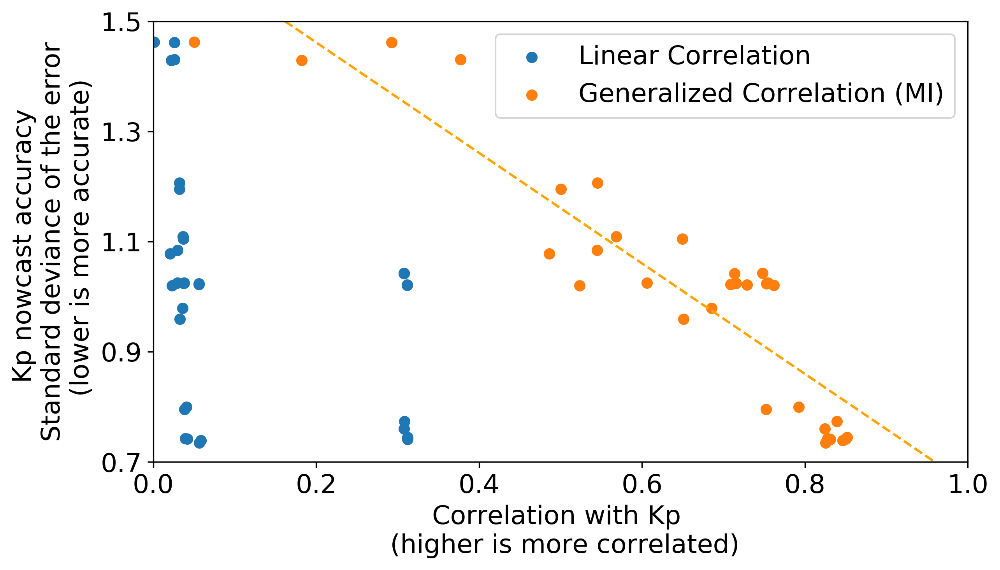 Kp nowcast accuracy
Standard deviance of the error
(lower is more accurate)
1.5
1.3
1.1
0.9
0.7
Linear Correlation
Generalized Correlation (MI)
0.0 0.2 0.4 0.6 0.8 1.0
Correlation with Kp
(higher is more correlated)